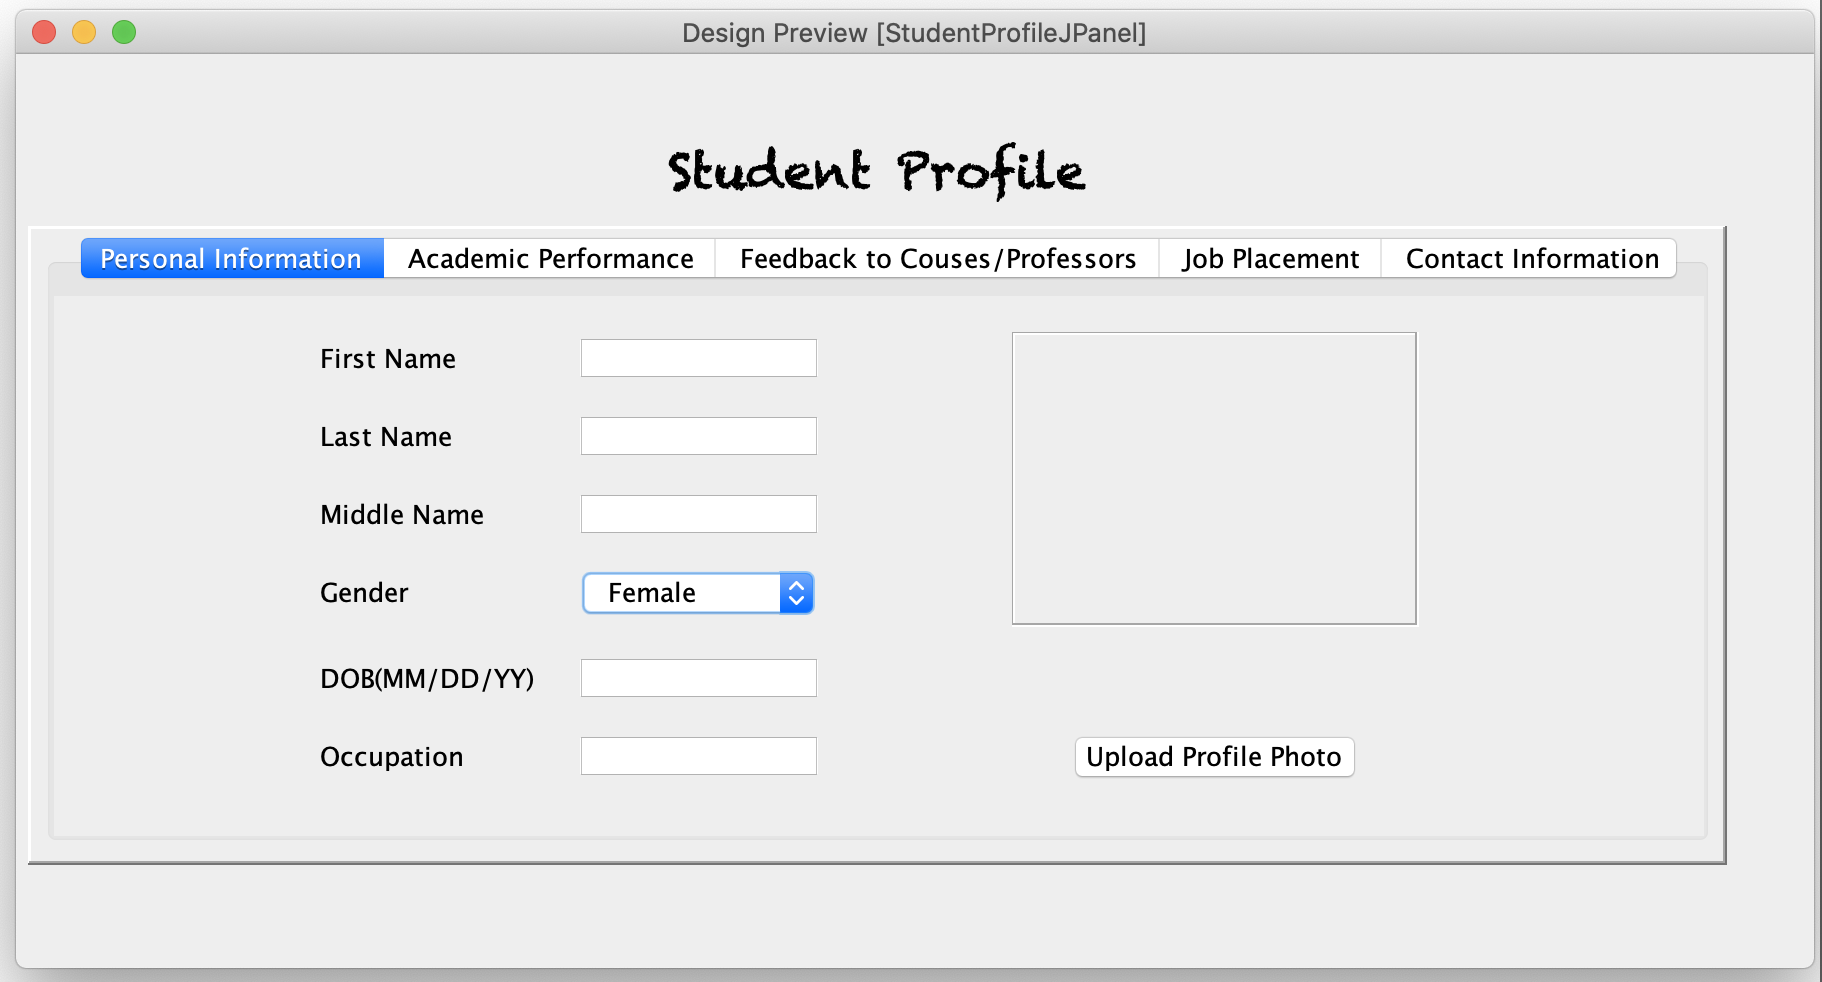 Design Preview [StudentProfileJPanel]
Student Profile
Personal Information Academic Performance Feedback to Couses/Professors Job Placement Contact Information
First Name
Last Name
Middle Name
Gender Female
DOB(MM/DD/YY)
Occupation Upload Profile Photo